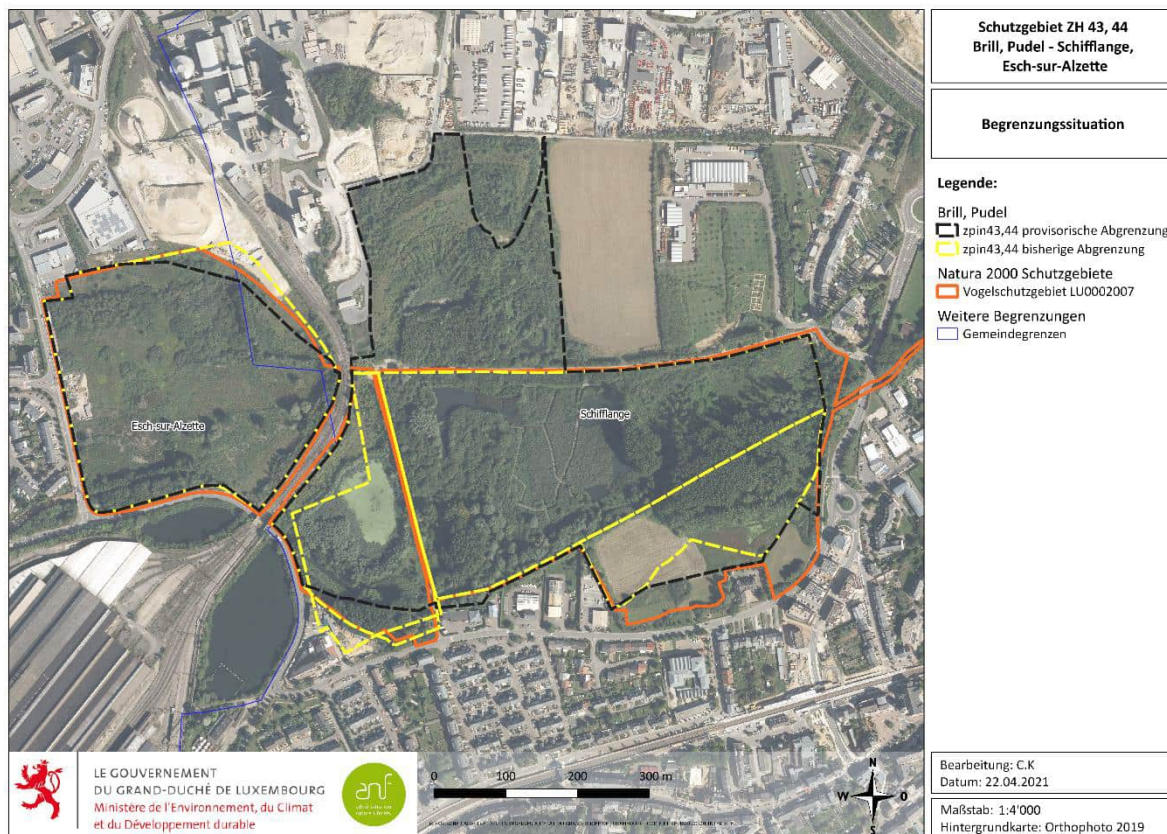 Schutzgebiet ZH 43, 44
Brill, Pudel - Schifflange,
Esch-sur-Alzette
Begrenzungssituation
Legende:
Brill, Pudel
zpin43,44 provisorische Abgrenzung
zpin43,44 bisherige Abgrenzung
Natura 2000 Schutzgebiete
Vogelschutzgebiet LU0002007
Weitere Begrenzungen
Gemeindegrenzen
Esch-sur-Alzette
Schifflange
LE GOUVERNEMENT
DU GRAND-DUCHÉ DE LUXEMBOURG
Ministère de l'Environnement, du Climat
et du Développement durable
anf
0 100 200 300 m
N
W O
S
Bearbeitung: C.K
Datum: 22.04.2021
Maßstab: 1:4'000
Hintergrundkarte: Orthophoto 2019